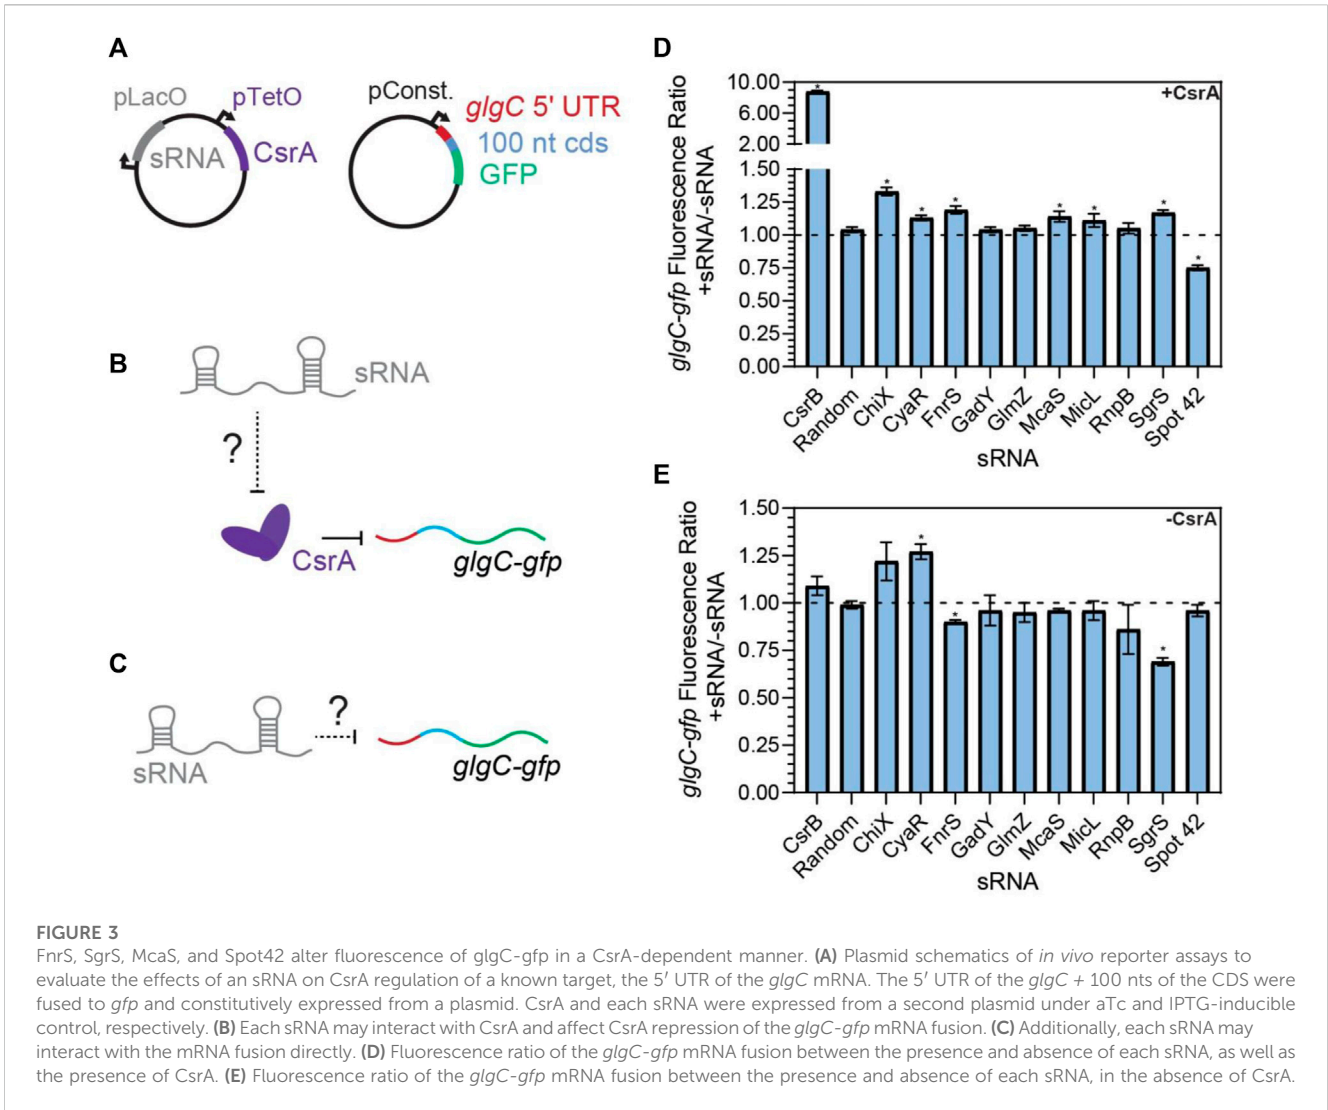 A
pLacO
pTetO
sRNA
CsrA
pConst.
glgC 5' UTR
100 nt cds
GFP
B
sRNA
?
CsrA
glgC-gfp
C
?
sRNA
glgC-gfp
D
glgC-gfp Fluorescence Ratio
+sRNA/-sRNA
10.00
6.00
2.00
1.50
1.25
1.00
0.75
0.50
0.25
0.00
+CsrA
* * * * * * * *
CsrB
Random
ChiX
CyaR
FnrS
GadY
GlmZ
McaS
MicL
RnpB
SgrS
Spot 42
sRNA
E
glgC-gfp Fluorescence Ratio
+sRNA/-sRNA
1.50
1.25
1.00
0.75
0.50
0.25
0.00
-CsrA
* * *
CsrB
Random
ChiX
CyaR
FnrS
GadY
GlmZ
McaS
MicL
RnpB
SgrS
Spot 42
sRNA
FIGURE 3
FnrS, SgrS, McaS, and Spot42 alter fluorescence of glgC-gfp in a CsrA-dependent manner. (A) Plasmid schematics of in vivo reporter assays to
evaluate the effects of an sRNA on CsrA regulation of a known target, the 5′ UTR of the glgC mRNA. The 5′ UTR of the glgC + 100 nts of the CDS were
fused to gfp and constitutively expressed from a plasmid. CsrA and each sRNA were expressed from a second plasmid under aTc and IPTG-inducible
control, respectively. (B) Each sRNA may interact with CsrA and affect CsrA repression of the glgC-gfp mRNA fusion. (C) Additionally, each sRNA may
interact with the mRNA fusion directly. (D) Fluorescence ratio of the glgC-gfp mRNA fusion between the presence and absence of each sRNA, as well as
the presence of CsrA. (E) Fluorescence ratio of the glgC-gfp mRNA fusion between the presence and absence of each sRNA, in the absence of CsrA.